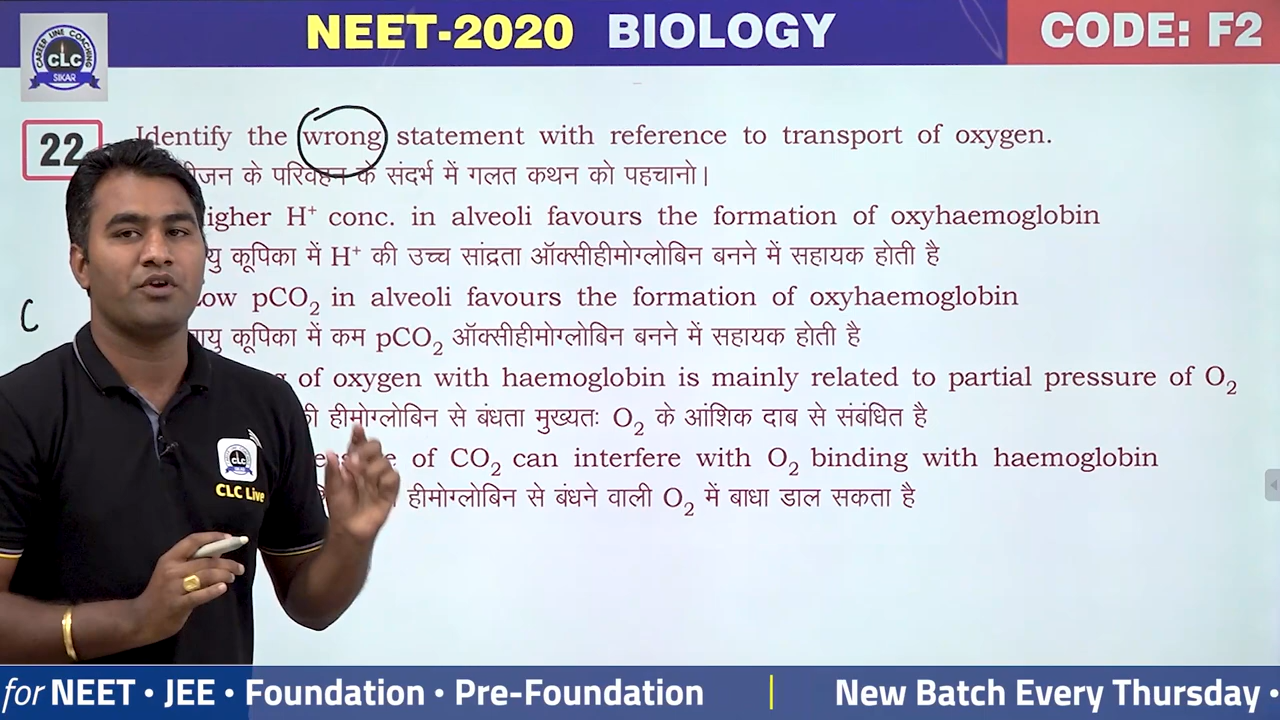 NEET-2020 BIOLOGY
CODE: F2
CAREER LINE COACHING
CLC
SIKAR
22
Identify the wrong statement with reference to transport of oxygen.
के परिवहन के संदर्भ में गलत कथन को पहचानो।
H⁺ conc. in alveoli favours the formation of oxyhaemoglobin
कूपिका में H⁺ की उच्च सांद्रता ऑक्सीहीमोग्लोबिन बनने में सहायक होती है
pCO₂ in alveoli favours the formation of oxyhaemoglobin
कूपिका में कम pCO₂ ऑक्सीहीमोग्लोबिन बनने में सहायक होती है
C
of oxygen with haemoglobin is mainly related to partial pressure of O₂
हीमोग्लोबिन से बंधता मुख्यतः O₂ के आंशिक दाब से संबंधित है
of CO₂ can interfere with O₂ binding with haemoglobin
हीमोग्लोबिन से बंधने वाली O₂ में बाधा डाल सकता है
CLC
CLC Live
for NEET • JEE • Foundation • Pre-Foundation | New Batch Every Thursday •